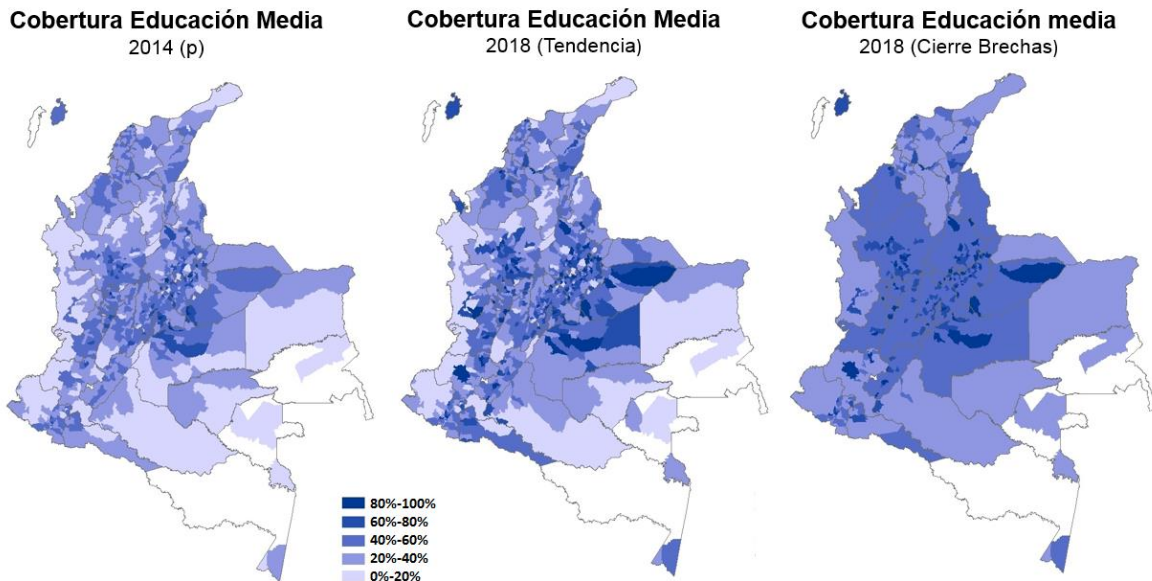 Cobertura Educación Media
2014 (p)
Cobertura Educación Media
2018 (Tendencia)
Cobertura Educación media
2018 (Cierre Brechas)
80%-100%
60%-80%
40%-60%
20%-40%
0%-20%